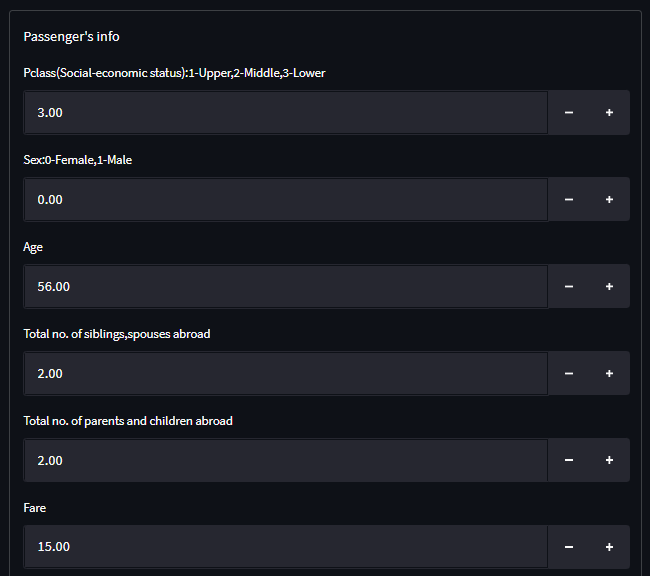 Passenger's info
Pclass(Social-economic status):1-Upper,2-Middle,3-Lower
3.00
Sex:0-Female,1-Male
0.00
Age
56.00
Total no. of siblings,spouses abroad
2.00
Total no. of parents and children abroad
2.00
Fare
15.00